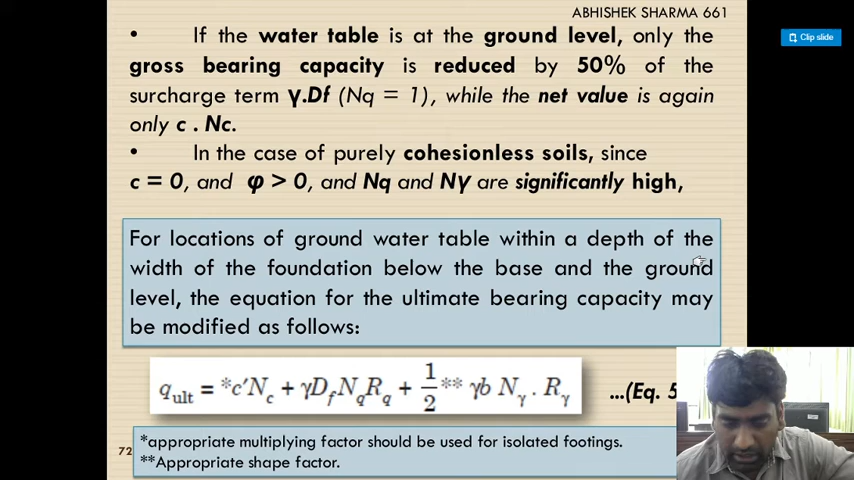 ABHISHEK SHARMA 661
Clip slide
• If the water table is at the ground level, only the
gross bearing capacity is reduced by 50% of the
surcharge term γ.Df (Nq = 1), while the net value is again
only c . Nc.
• In the case of purely cohesionless soils, since
c = 0, and φ > 0, and Nq and Nγ are significantly high,
For locations of ground water table within a depth of the
width of the foundation below the base and the ground
level, the equation for the ultimate bearing capacity may
be modified as follows:
q_ult = *c'N_c + γD_f N_q R_q + 1/2 ** γb N_γ . R_γ ...(Eq. 5
*appropriate multiplying factor should be used for isolated footings.
72
**Appropriate shape factor.